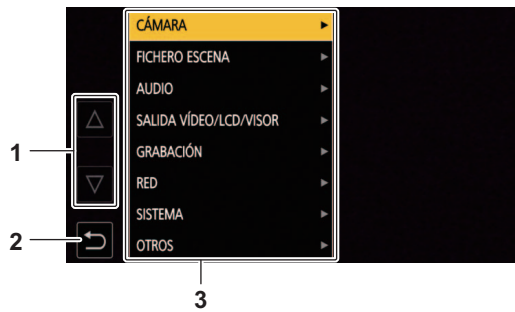 CÁMARA
FICHERO ESCENA
AUDIO
SALIDA VÍDEO/LCD/VISOR
1
GRABACIÓN
RED
SISTEMA
2
OTROS
3